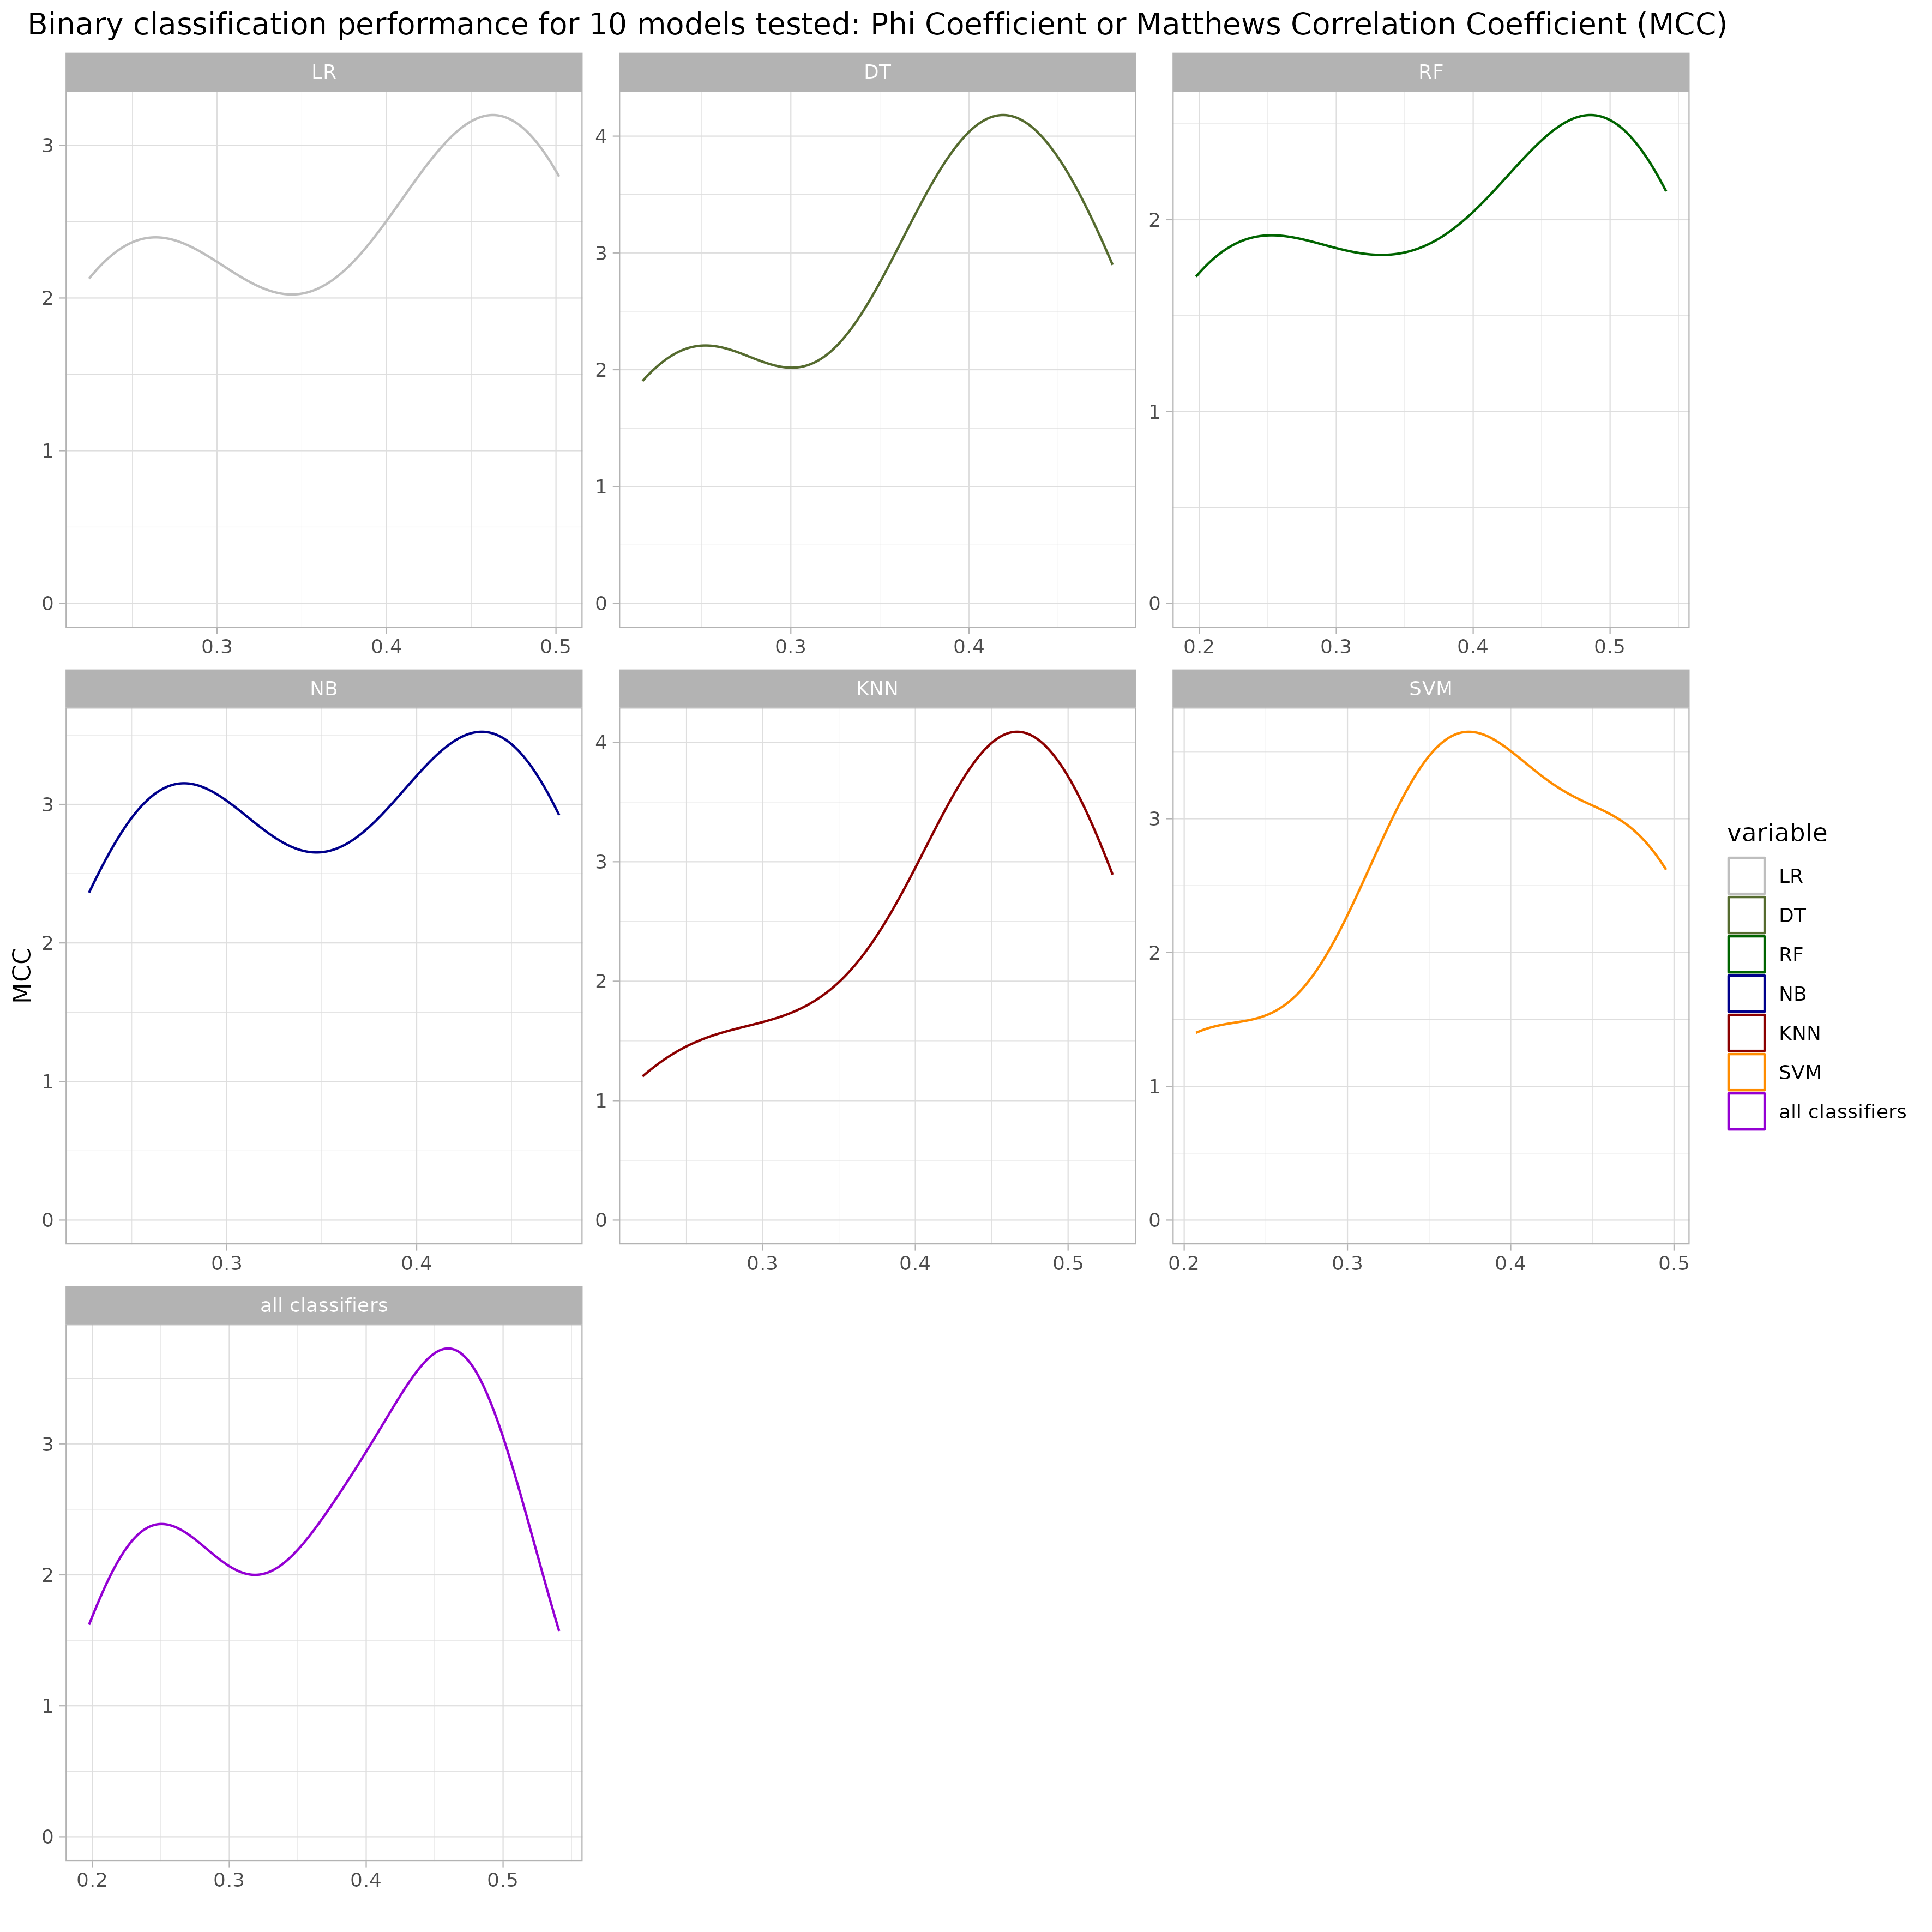 Binary classification performance for 10 models tested: Phi Coefficient or Matthews Correlation Coefficient (MCC)
LR
3
2
1
0
0.3 0.4 0.5
DT
4
3
2
1
0
0.3 0.4
RF
2
1
0
0.2 0.3 0.4 0.5
MCC
NB
3
2
1
0
0.3 0.4
KNN
4
3
2
1
0
0.3 0.4 0.5
SVM
3
2
1
0
0.2 0.3 0.4 0.5
all classifiers
3
2
1
0
0.2 0.3 0.4 0.5
variable
LR
DT
RF
NB
KNN
SVM
all classifiers